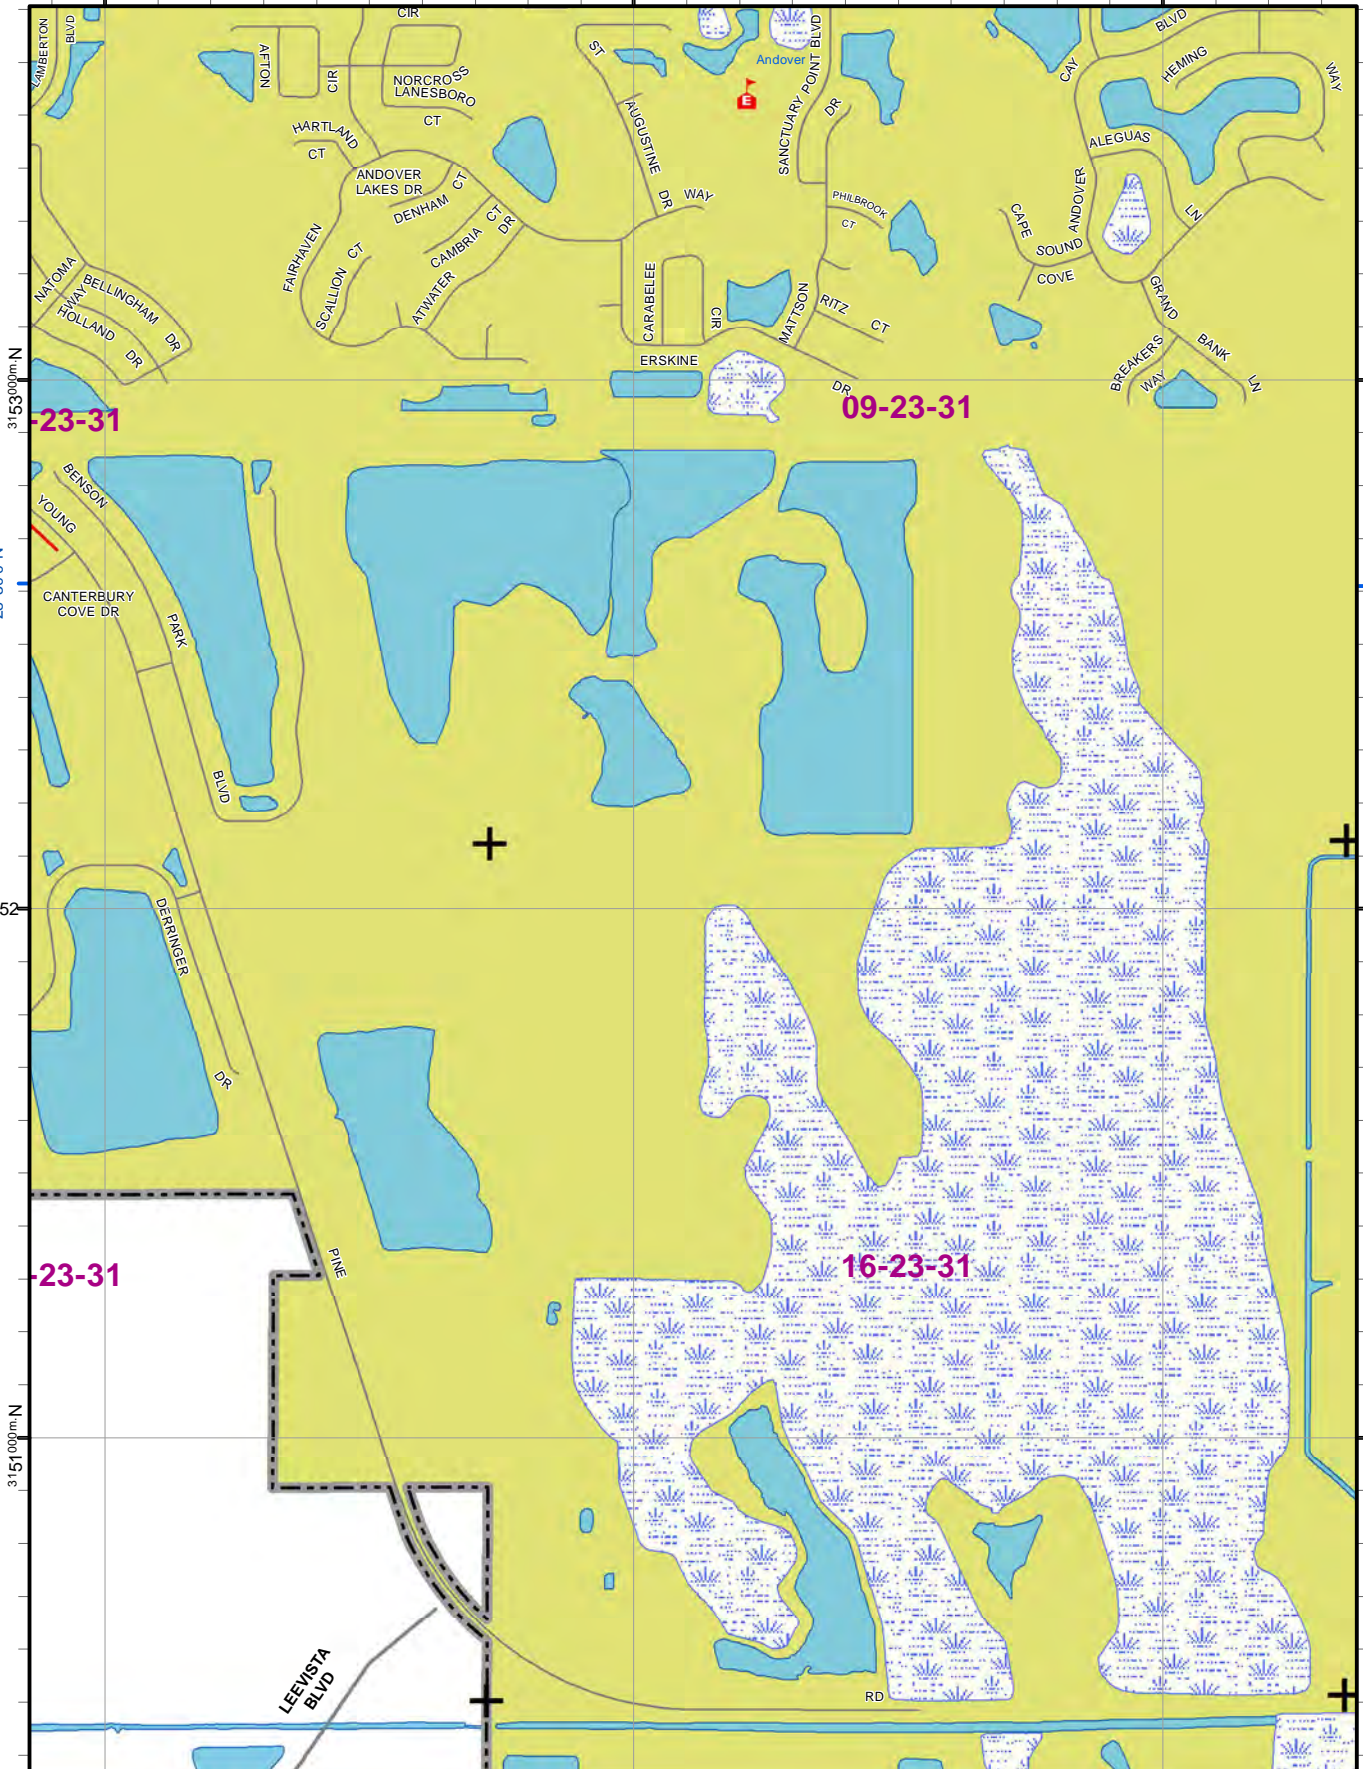 CIR
LAMBERTON
BLVD
AFTON
CIR
NORCROSS
LANESBORO
CT
HARTLAND
CT
ANDOVER
LAKES DR
DENHAM
CT
CAMBRIA
CT
DR
ATWATER
FAIRHAVEN
SCALLION
CT
ST
AUGUSTINE
DR
WAY
Andover
E
SANCTUARY POINT BLVD
DR
PHILBROOK
CT
CARABELEE
CIR
ERSKINE
DR
MATTSON
RITZ
CT
BLVD
CAY
HEMING
WAY
ALEGUAS
LN
ANDOVER
CAPE
SOUND
COVE
GRAND
BANK
LN
BREAKERS
WAY
NATOMA
WAY
BELLINGHAM
DR
HOLLAND
DR
3153000m.N
-23-31
09-23-31
BENSON
YOUNG
CANTERBURY
COVE DR
PARK
BLVD
52
DERRINGER
DR
PINE
-23-31
16-23-31
3151000m.N
LEEVISTA
BLVD
RD